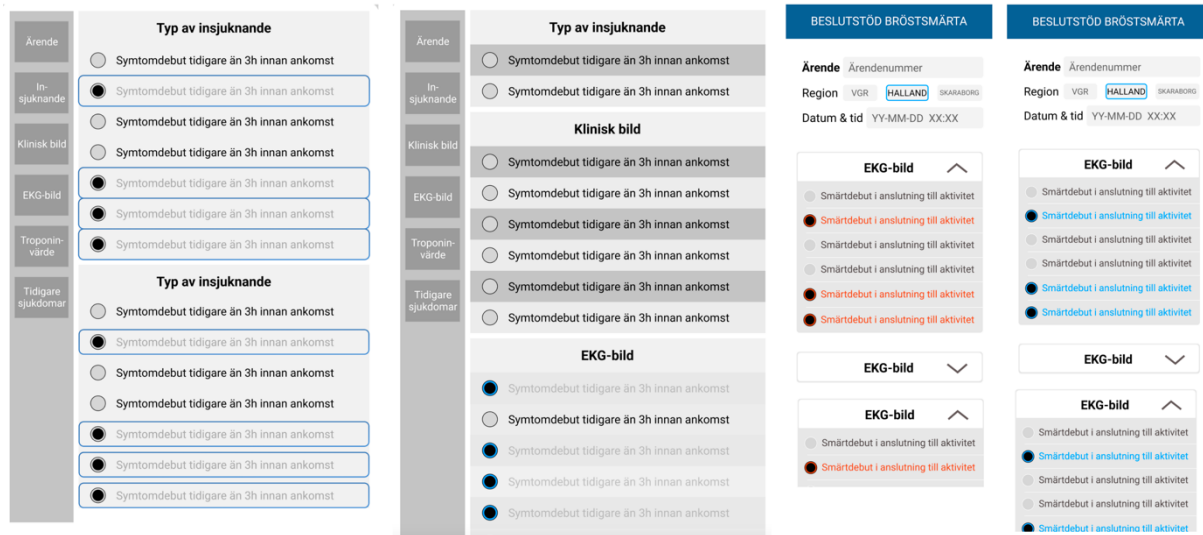 Ärende
In-
sjuknande
Klinisk bild
EKG-bild
Troponin-
värde
Tidigare
sjukdomar
Typ av insjuknande
Symtomdebut tidigare än 3h innan ankomst
Symtomdebut tidigare än 3h innan ankomst
Symtomdebut tidigare än 3h innan ankomst
Symtomdebut tidigare än 3h innan ankomst
Symtomdebut tidigare än 3h innan ankomst
Symtomdebut tidigare än 3h innan ankomst
Symtomdebut tidigare än 3h innan ankomst
Typ av insjuknande
Symtomdebut tidigare än 3h innan ankomst
Symtomdebut tidigare än 3h innan ankomst
Symtomdebut tidigare än 3h innan ankomst
Symtomdebut tidigare än 3h innan ankomst
Symtomdebut tidigare än 3h innan ankomst
Symtomdebut tidigare än 3h innan ankomst
Symtomdebut tidigare än 3h innan ankomst
Ärende
In-
sjuknande
Klinisk bild
EKG-bild
Troponin-
värde
Tidigare
sjukdomar
Typ av insjuknande
Symtomdebut tidigare än 3h innan ankomst
Symtomdebut tidigare än 3h innan ankomst
Klinisk bild
Symtomdebut tidigare än 3h innan ankomst
Symtomdebut tidigare än 3h innan ankomst
Symtomdebut tidigare än 3h innan ankomst
Symtomdebut tidigare än 3h innan ankomst
Symtomdebut tidigare än 3h innan ankomst
Symtomdebut tidigare än 3h innan ankomst
EKG-bild
Symtomdebut tidigare än 3h innan ankomst
Symtomdebut tidigare än 3h innan ankomst
Symtomdebut tidigare än 3h innan ankomst
Symtomdebut tidigare än 3h innan ankomst
Symtomdebut tidigare än 3h innan ankomst
BESLUTSTÖD BRÖSTSMÄRTA
Ärende Ärendenummer
Region VGR HALLAND SKARABORG
Datum & tid YY-MM-DD XX:XX
EKG-bild
Smärtdebut i anslutning till aktivitet
Smärtdebut i anslutning till aktivitet
Smärtdebut i anslutning till aktivitet
Smärtdebut i anslutning till aktivitet
Smärtdebut i anslutning till aktivitet
Smärtdebut i anslutning till aktivitet
EKG-bild
EKG-bild
Smärtdebut i anslutning till aktivitet
Smärtdebut i anslutning till aktivitet
BESLUTSTÖD BRÖSTSMÄRTA
Ärende Ärendenummer
Region VGR HALLAND SKARABORG
Datum & tid YY-MM-DD XX:XX
EKG-bild
Smärtdebut i anslutning till aktivitet
Smärtdebut i anslutning till aktivitet
Smärtdebut i anslutning till aktivitet
Smärtdebut i anslutning till aktivitet
Smärtdebut i anslutning till aktivitet
Smärtdebut i anslutning till aktivitet
EKG-bild
EKG-bild
Smärtdebut i anslutning till aktivitet
Smärtdebut i anslutning till aktivitet
Smärtdebut i anslutning till aktivitet
Smärtdebut i anslutning till aktivitet
Smärtdebut i anslutning till aktivitet